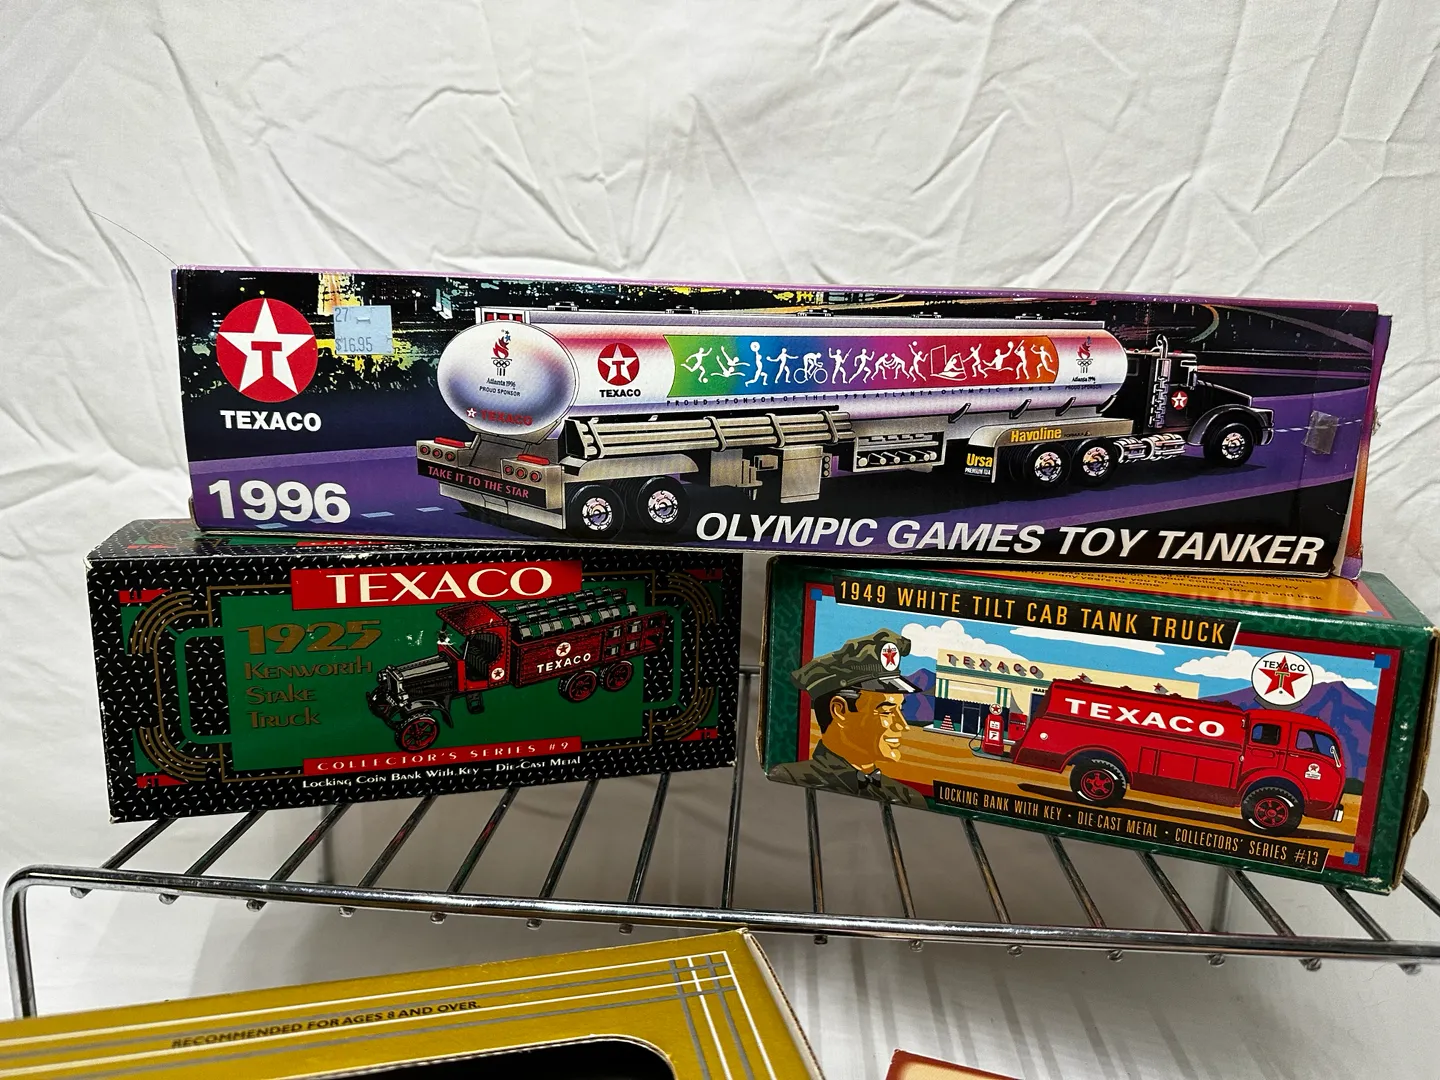 27
$16.95
TEXACO
1996
Atlanta 1996
PROUD SPONSOR
TEXACO
TAKE IT TO THE STAR
TEXACO
PROUD SPONSOR OF THE 1996 ATLANTA OLYMPIC GAMES
Atlanta 1996
PROUD SPONSOR
Havoline
Ursa
OLYMPIC GAMES TOY TANKER
TEXACO
1925
KENWORTH
STAKE
TRUCK
TEXACO
COLLECTOR'S SERIES #9
LOCKING COIN BANK WITH KEY – DIE-CAST METAL
1949 WHITE TILT CAB TANK TRUCK
TEXACO
TEXACO
TEXACO
LOCKING BANK WITH KEY • DIE-CAST METAL • COLLECTORS' SERIES #13
RECOMMENDED FOR AGES 8 AND OVER.